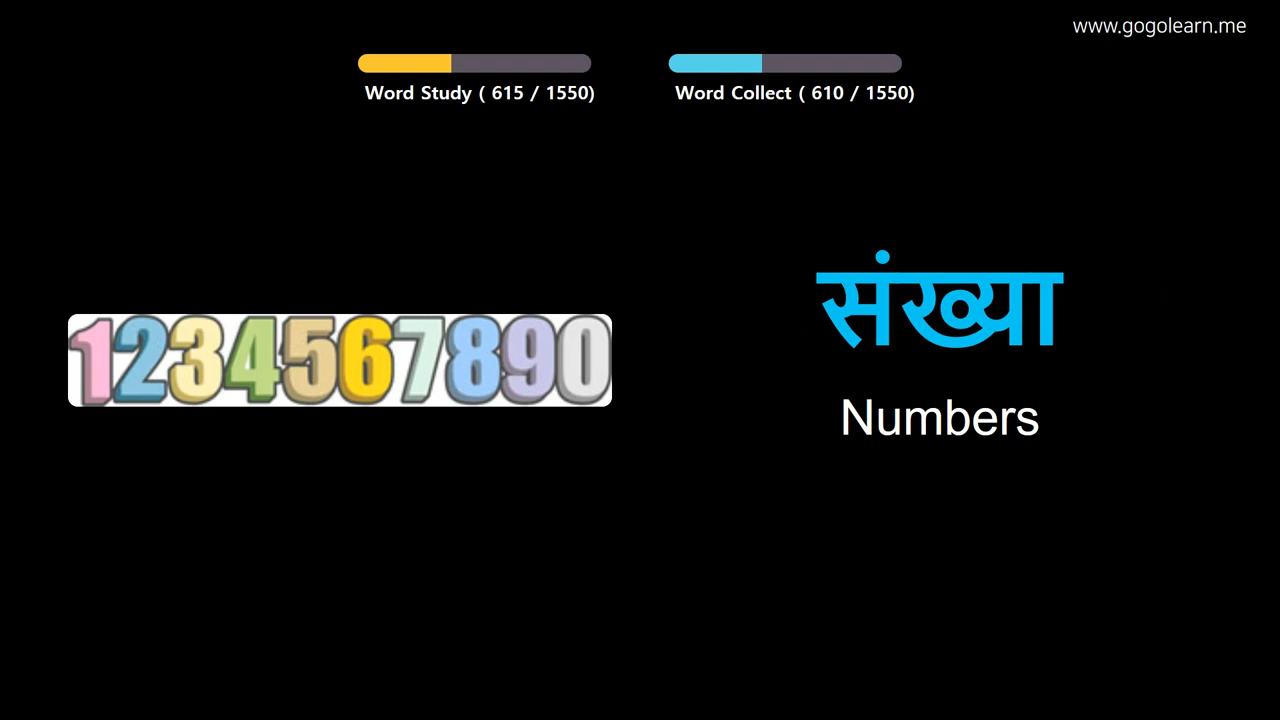 www.gogolearn.me
Word Study ( 615 / 1550)
Word Collect ( 610 / 1550)
1234567890
संख्या
Numbers